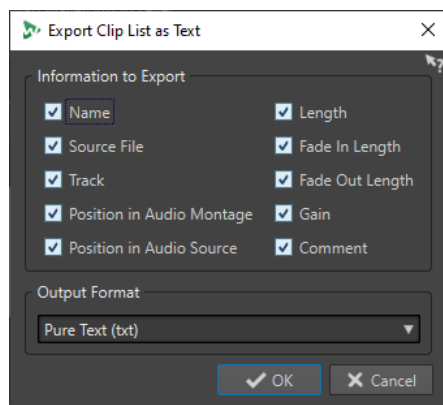 Export Clip List as Text
Information to Export
Name
Length
Source File
Fade In Length
Track
Fade Out Length
Position in Audio Montage
Gain
Position in Audio Source
Comment
Output Format
Pure Text (txt)
OK
Cancel